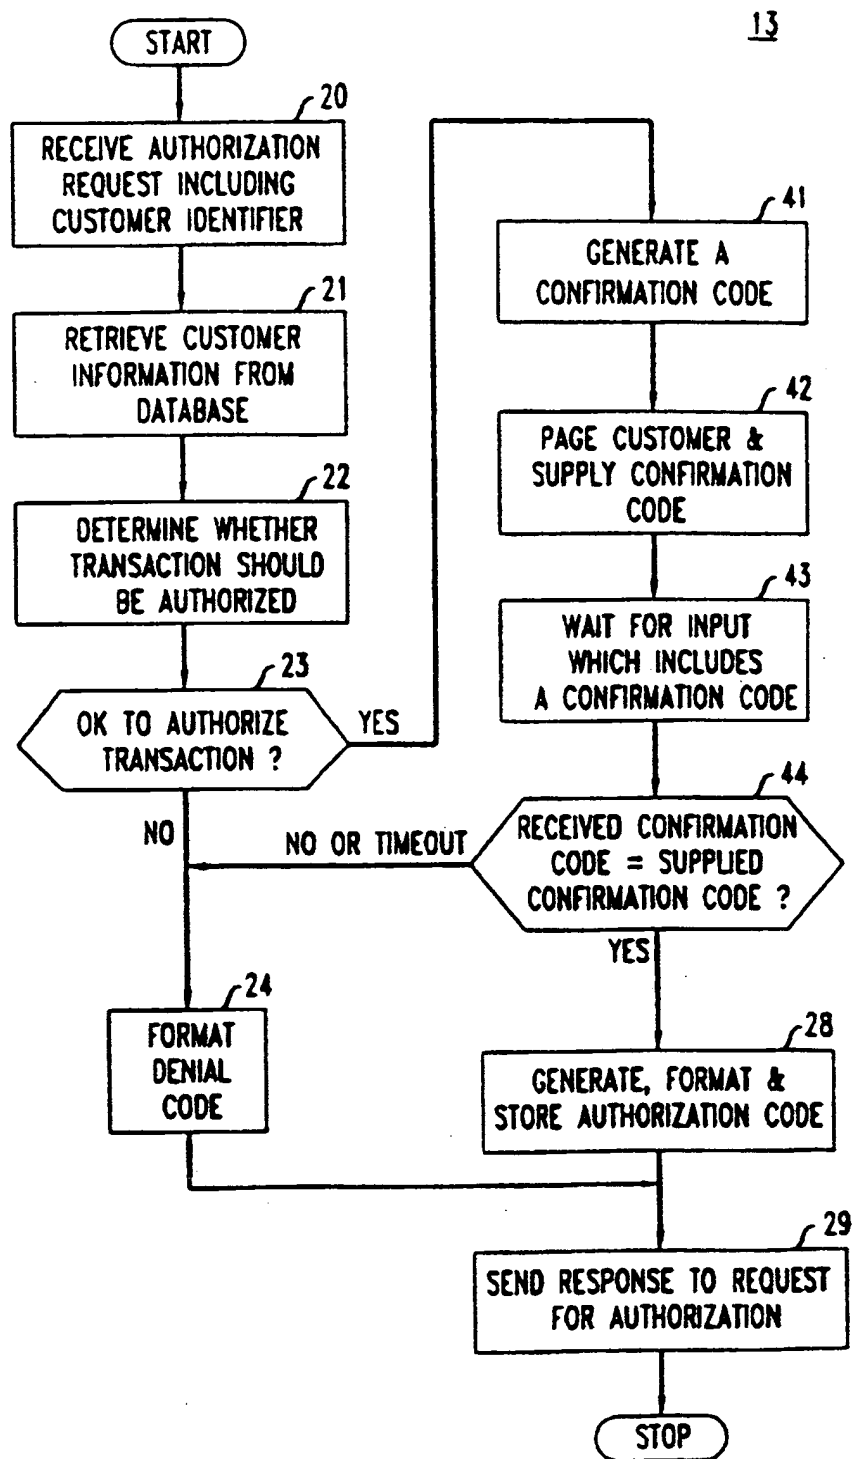 13
START
20
RECEIVE AUTHORIZATION
REQUEST INCLUDING
CUSTOMER IDENTIFIER
21
RETRIEVE CUSTOMER
INFORMATION FROM
DATABASE
22
DETERMINE WHETHER
TRANSACTION SHOULD
BE AUTHORIZED
23
OK TO AUTHORIZE
TRANSACTION ?
YES
NO
41
GENERATE A
CONFIRMATION CODE
42
PAGE CUSTOMER &
SUPPLY CONFIRMATION
CODE
43
WAIT FOR INPUT
WHICH INCLUDES
A CONFIRMATION CODE
44
RECEIVED CONFIRMATION
CODE = SUPPLIED
CONFIRMATION CODE ?
NO OR TIMEOUT
YES
24
FORMAT
DENIAL
CODE
28
GENERATE, FORMAT &
STORE AUTHORIZATION CODE
29
SEND RESPONSE TO REQUEST
FOR AUTHORIZATION
STOP